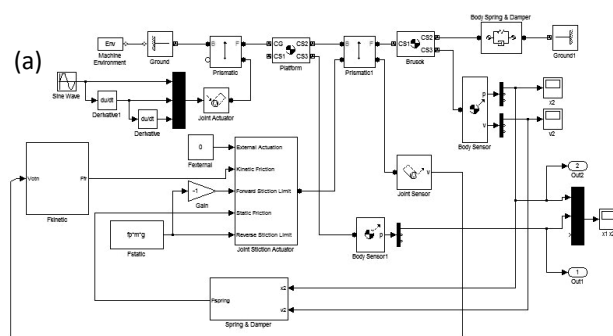 (a)
Env
Machine
Environment
Ground
B
F
Prismatic
CG
CS1
CS2
CS3
Platform
B
F
Prismatic1
CS1
CS2
CS3
Brusok
Body Spring & Damper
Ground1
Sine Wave
du/dt
Derivative1
du/dt
Derivative
Joint Actuator
p
v
Body Sensor
x2
v2
Votn
Ffr
Fkinetic
0
Fexternal
-1
Gain
fp*m*g
Fstatic
External Actuation
Kinetic Friction
Forward Stiction Limit
Static Friction
Reverse Stiction Limit
Joint Stiction Actuator
v
Joint Sensor
p
Body Sensor1
2
Out2
x1 x2
1
Out1
Fspring
x2
v2
Spring & Damper